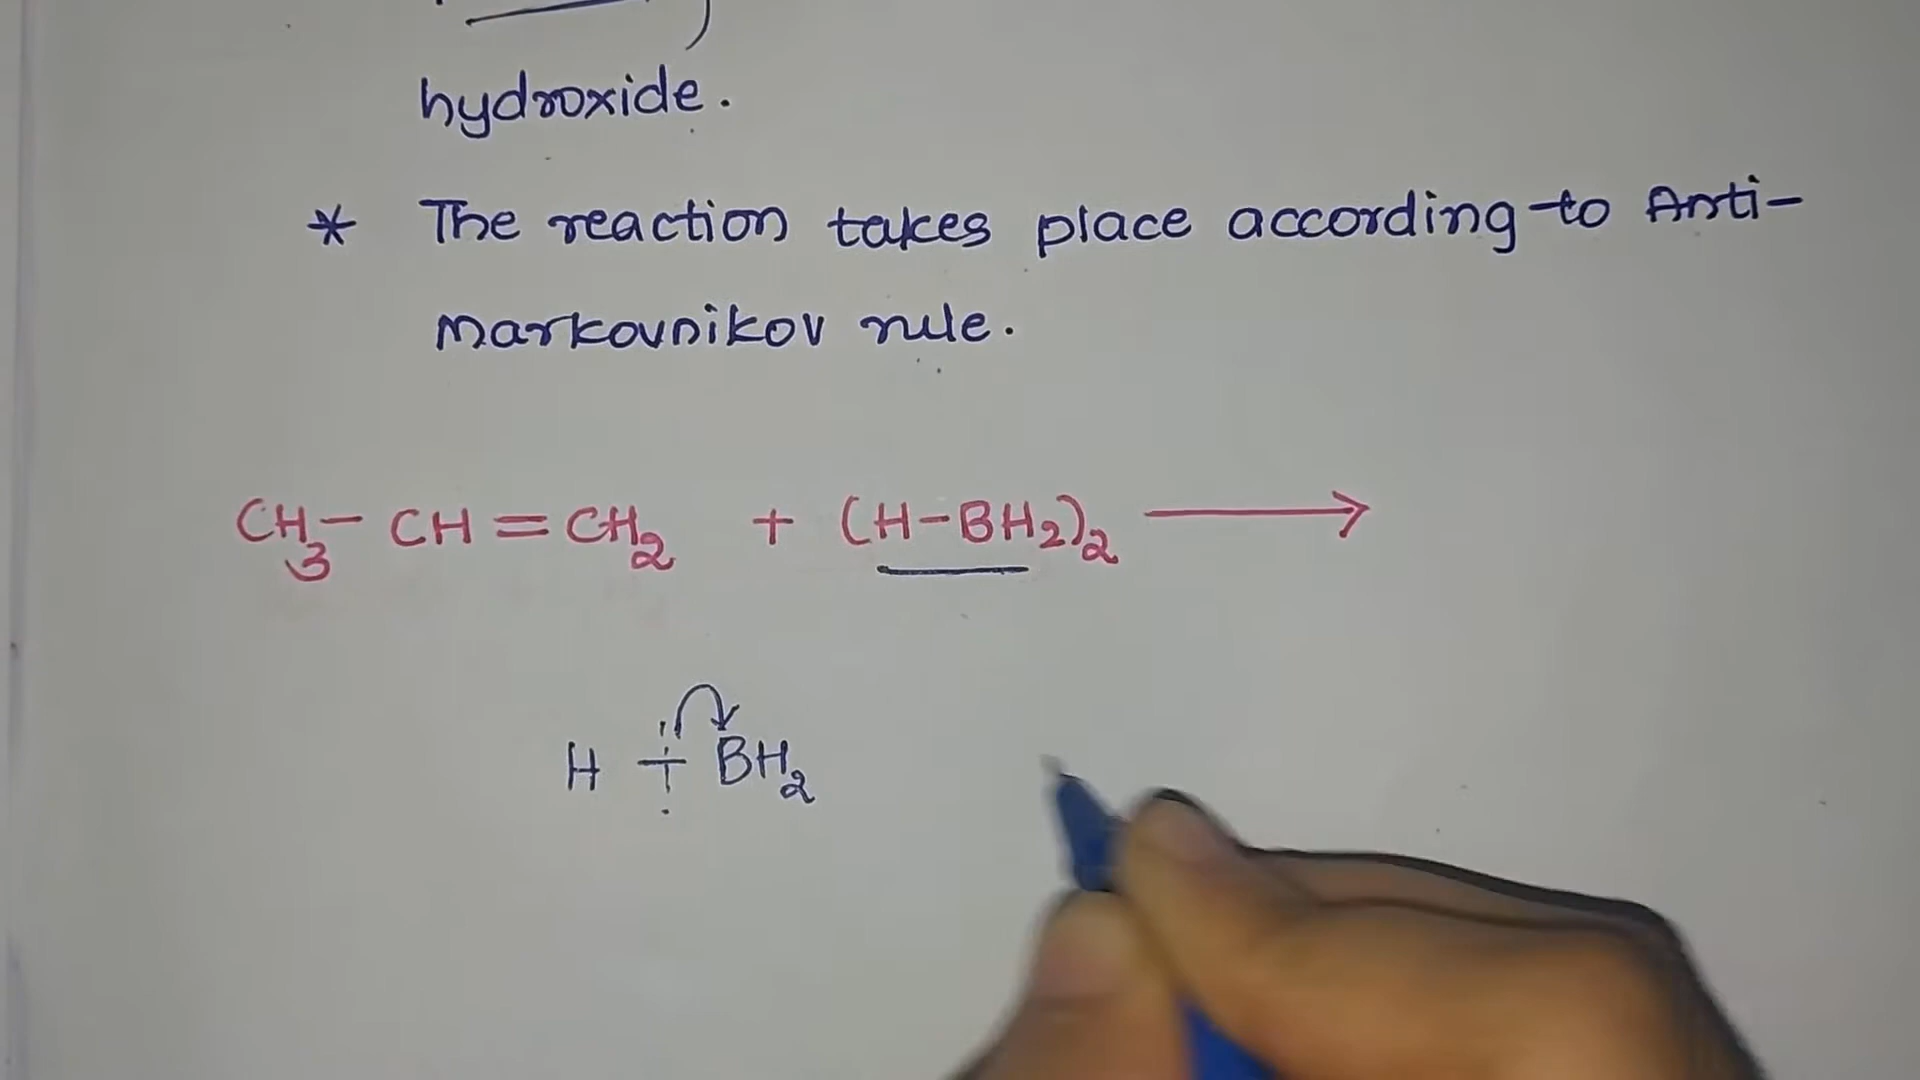 hydroxide.
* The reaction takes place according to Anti-
Markovnikov rule.
CH3 - CH = CH2 + (H-BH2)2 →
H BH2